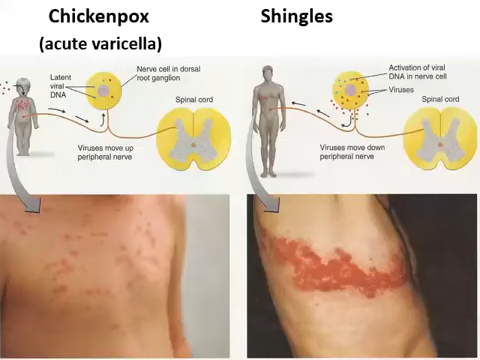 Chickenpox
(acute varicella)
Latent
viral
DNA
Nerve cell in dorsal
root ganglion
Spinal cord
Viruses move up
peripheral nerve
Shingles
Activation of viral
DNA in nerve cell
Viruses
Spinal cord
Viruses move down
peripheral nerve